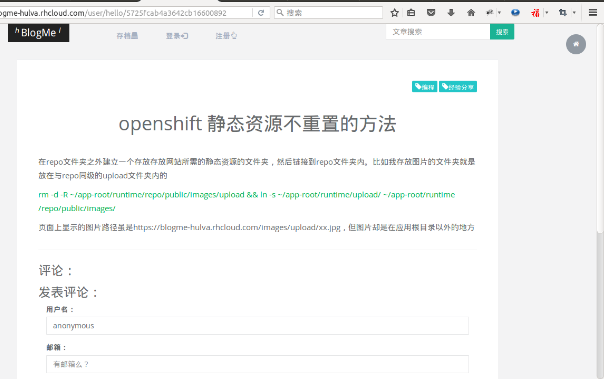 ogme-hulva.rhcloud.com/user/hello/5725fcab4a3642cb16600892
搜索
BlogMe
存档
登录
注册
文章搜索
搜索
编程
经验分享
openshift 静态资源不重置的方法
在repo文件夹之外建立一个存放存放网站所需的静态资源的文件夹，然后链接到repo文件夹内。比如我存放图片的文件夹就是
放在与repo同级的upload文件夹内的
rm -d -R ~/app-root/runtime/repo/public/images/upload && ln -s ~/app-root/runtime/upload/ ~/app-root/runtime
/repo/public/images/
页面上显示的图片路径虽是https://blogme-hulva.rhcloud.com/images/upload/xx.jpg，但图片却是在应用根目录以外的地方
评论：
发表评论：
用户名：
anonymous
邮箱：
有邮箱么？